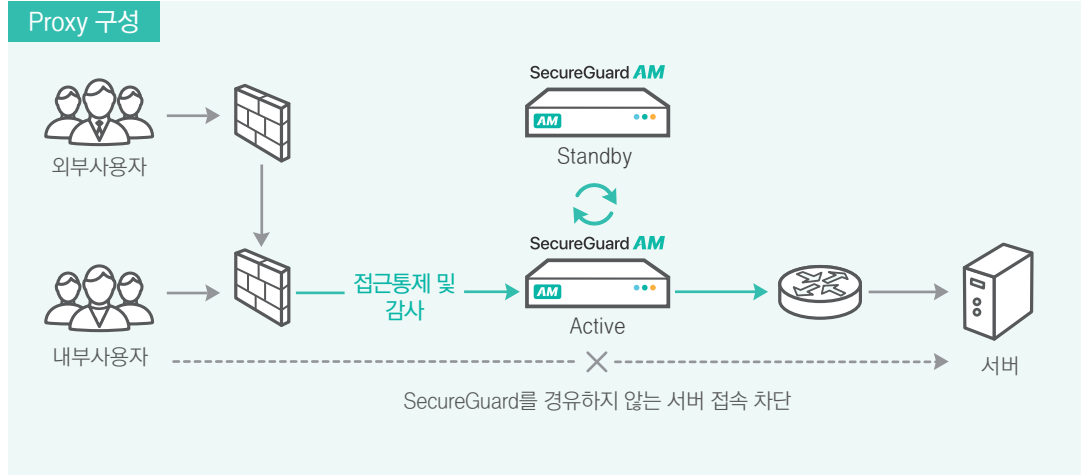 Proxy 구성
SecureGuard AM
AM
Standby
외부사용자
SecureGuard AM
접근통제 및
감사
AM
Active
내부사용자
서버
SecureGuard를 경유하지 않는 서버 접속 차단